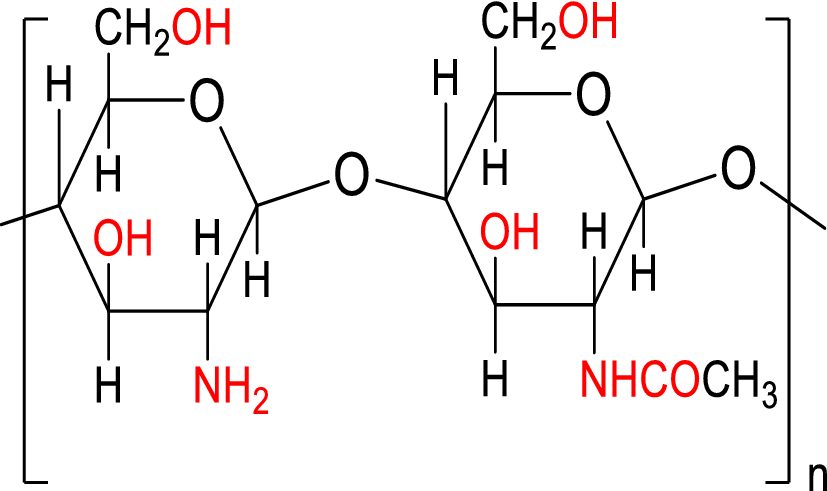 CH2OH CH2OH
H O H O
H O H O
OH H H OH H H
H NH2 H NHCOCH3
n